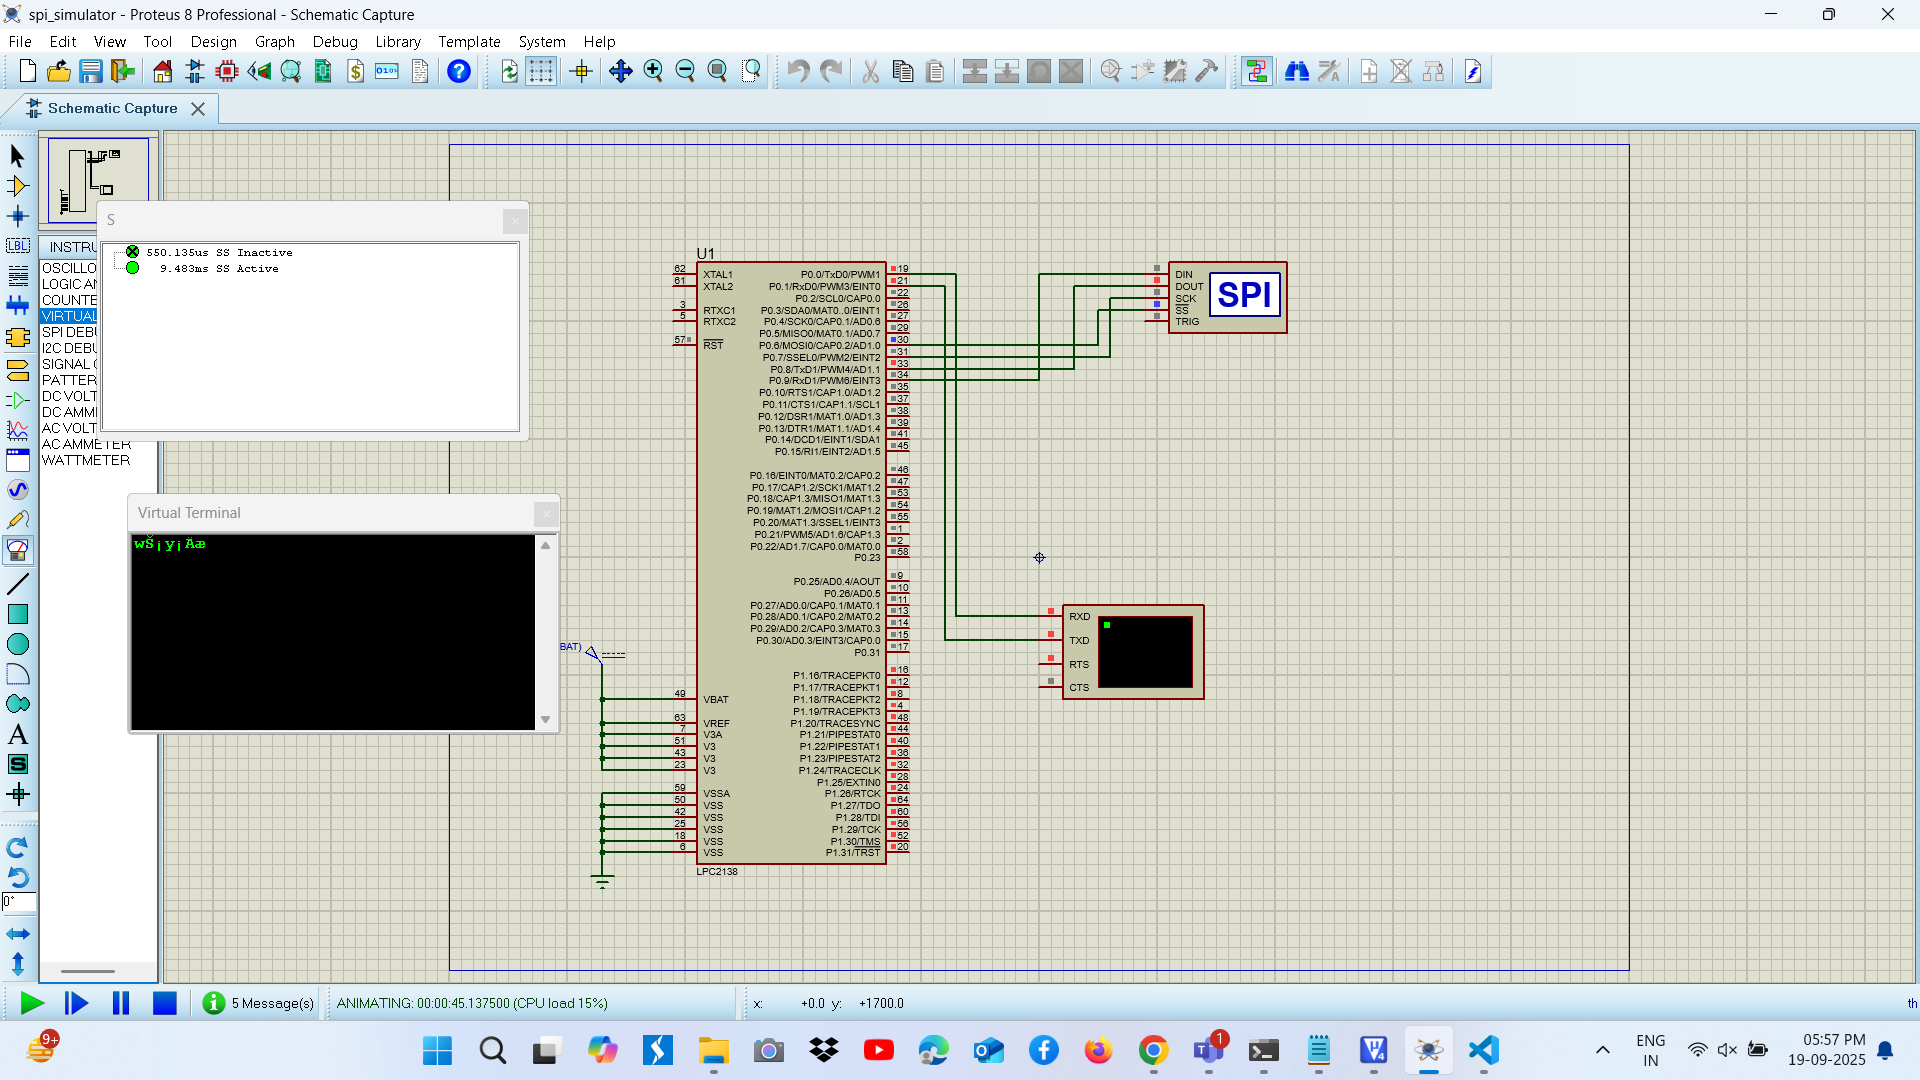 spi_simulator - Proteus 8 Professional - Schematic Capture
File Edit View Tool Design Graph Debug Library Template System Help
Schematic Capture
INSTRU
OSCILLO
LOGIC AN
COUNTE
VIRTUAL
SPI DEBU
I2C DEBU
SIGNAL G
PATTER
DC VOLT
DC AMMI
AC VOLT
AC AMMETER
WATTMETER
S
550.135us SS Inactive
9.483ms SS Active
Virtual Terminal
wŠ¡y¡Äæ
BAT)
U1
62 XTAL1
61 XTAL2
3 RTXC1
5 RTXC2
57 RST
49 VBAT
63 VREF
7 V3A
51 V3
43 V3
23 V3
59 VSSA
50 VSS
42 VSS
25 VSS
18 VSS
6 VSS
P0.0/TxD0/PWM1 19
P0.1/RxD0/PWM3/EINT0 21
P0.2/SCL0/CAP0.0 22
P0.3/SDA0/MAT0..0/EINT1 26
P0.4/SCK0/CAP0.1/AD0.6 27
P0.5/MISO0/MAT0.1/AD0.7 29
P0.6/MOSI0/CAP0.2/AD1.0 30
P0.7/SSEL0/PWM2/EINT2 31
P0.8/TxD1/PWM4/AD1.1 33
P0.9/RxD1/PWM6/EINT3 34
P0.10/RTS1/CAP1.0/AD1.2 35
P0.11/CTS1/CAP1.1/SCL1 37
P0.12/DSR1/MAT1.0/AD1.3 38
P0.13/DTR1/MAT1.1/AD1.4 39
P0.14/DCD1/EINT1/SDA1 41
P0.15/RI1/EINT2/AD1.5 45
P0.16/EINT0/MAT0.2/CAP0.2 46
P0.17/CAP1.2/SCK1/MAT1.2 47
P0.18/CAP1.3/MISO1/MAT1.3 53
P0.19/MAT1.2/MOSI1/CAP1.2 54
P0.20/MAT1.3/SSEL1/EINT3 55
P0.21/PWM5/AD1.6/CAP1.3 1
P0.22/AD1.7/CAP0.0/MAT0.0 2
P0.23 58
P0.25/AD0.4/AOUT 9
P0.26/AD0.5 10
P0.27/AD0.0/CAP0.1/MAT0.1 11
P0.28/AD0.1/CAP0.2/MAT0.2 13
P0.29/AD0.2/CAP0.3/MAT0.3 14
P0.30/AD0.3/EINT3/CAP0.0 15
P0.31 17
P1.16/TRACEPKT0 16
P1.17/TRACEPKT1 12
P1.18/TRACEPKT2 8
P1.19/TRACEPKT3 4
P1.20/TRACESYNC 48
P1.21/PIPESTAT0 44
P1.22/PIPESTAT1 40
P1.23/PIPESTAT2 36
P1.24/TRACECLK 32
P1.25/EXTIN0 28
P1.26/RTCK 24
P1.27/TDO 64
P1.28/TDI 60
P1.29/TCK 56
P1.30/TMS 52
P1.31/TRST 20
LPC2138
DIN
DOUT
SCK
SS
TRIG
SPI
RXD
TXD
RTS
CTS
0°
5 Message(s) ANIMATING: 00:00:45.137500 (CPU load 15%) x: +0.0 y: +1700.0 th
9+
1
ENG
IN
05:57 PM
19-09-2025